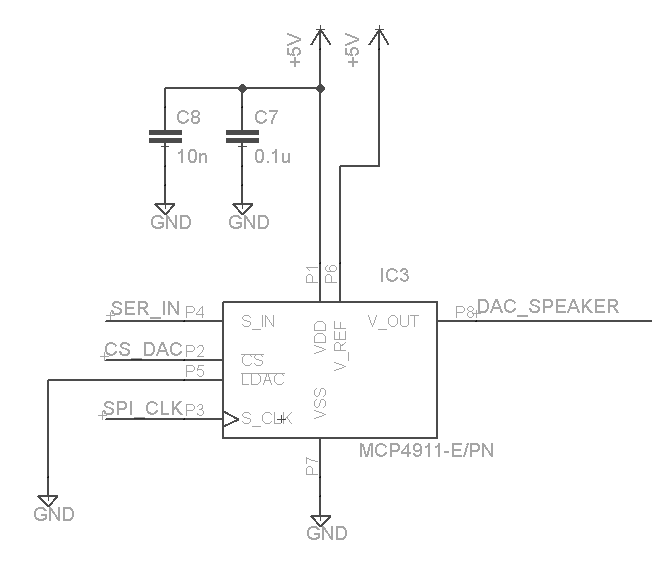 +5V
+5V
C8
C7
10n
0.1u
GND
GND
P1
P6
IC3
SER_IN P4
S_IN
VDD
V_REF
V_OUT
P8
DAC_SPEAKER
CS_DAC P2
CS
P5
LDAC
SPI_CLK P3
S_CLK
VSS
MCP4911-E/PN
P7
GND
GND